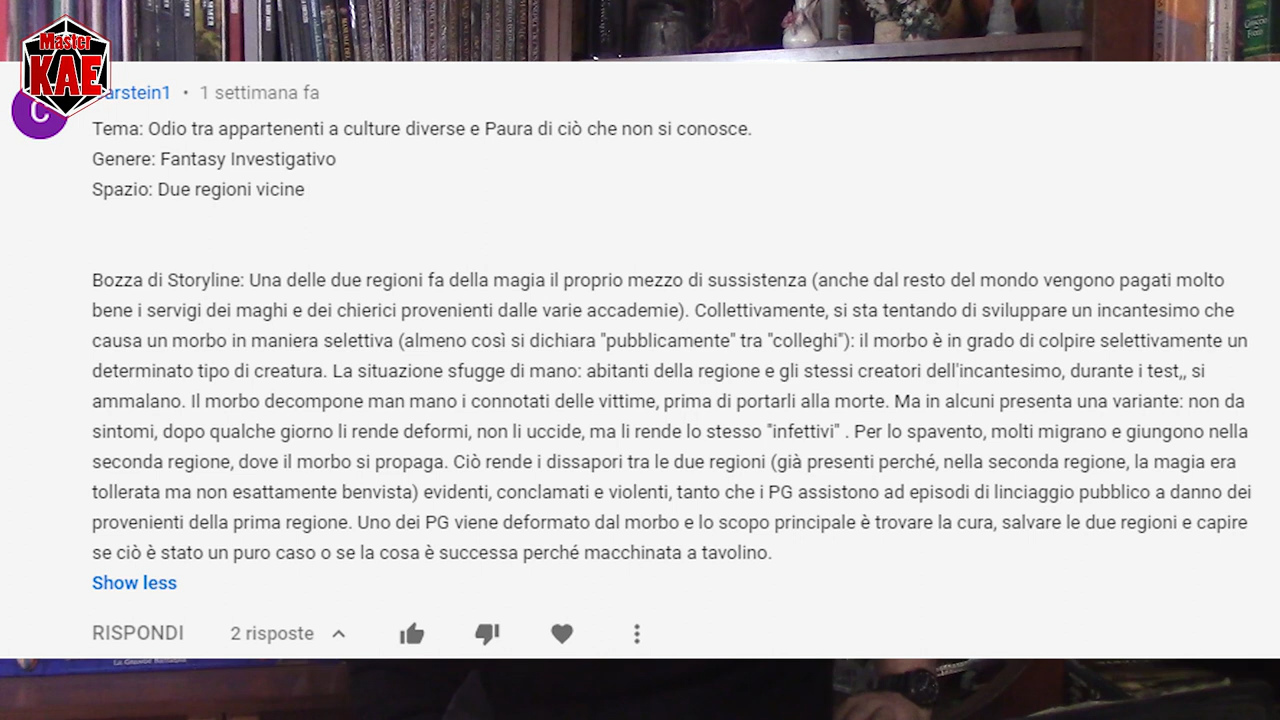 Master
KAE
C
arstein1 • 1 settimana fa
Tema: Odio tra appartenenti a culture diverse e Paura di ciò che non si conosce.
Genere: Fantasy Investigativo
Spazio: Due regioni vicine
Bozza di Storyline: Una delle due regioni fa della magia il proprio mezzo di sussistenza (anche dal resto del mondo vengono pagati molto
bene i servigi dei maghi e dei chierici provenienti dalle varie accademie). Collettivamente, si sta tentando di sviluppare un incantesimo che
causa un morbo in maniera selettiva (almeno così si dichiara "pubblicamente" tra "colleghi"): il morbo è in grado di colpire selettivamente un
determinato tipo di creatura. La situazione sfugge di mano: abitanti della regione e gli stessi creatori dell'incantesimo, durante i test,, si
ammalano. Il morbo decompone man mano i connotati delle vittime, prima di portarli alla morte. Ma in alcuni presenta una variante: non da
sintomi, dopo qualche giorno li rende deformi, non li uccide, ma li rende lo stesso "infettivi" . Per lo spavento, molti migrano e giungono nella
seconda regione, dove il morbo si propaga. Ciò rende i dissapori tra le due regioni (già presenti perché, nella seconda regione, la magia era
tollerata ma non esattamente benvista) evidenti, conclamati e violenti, tanto che i PG assistono ad episodi di linciaggio pubblico a danno dei
provenienti della prima regione. Uno dei PG viene deformato dal morbo e lo scopo principale è trovare la cura, salvare le due regioni e capire
se ciò è stato un puro caso o se la cosa è successa perché macchinata a tavolino.
Show less
RISPONDI 2 risposte